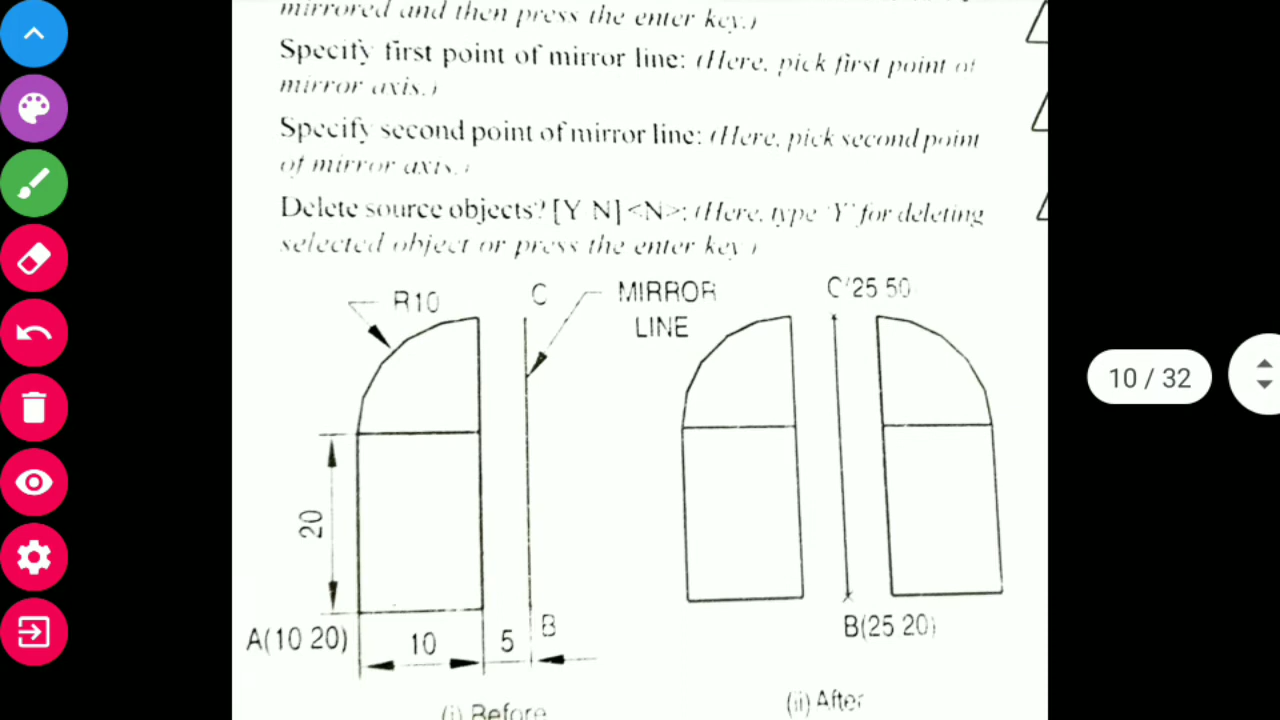 mirrored and then press the enter key.)
Specify first point of mirror line: (Here, pick first point of
mirror axis.)
Specify second point of mirror line: (Here, pick second point
of mirror axis.)
Delete source objects? [Y N] <N>: (Here, type 'Y' for deleting
selected object or press the enter key.)
R10
C
MIRROR
LINE
C(25 50)
20
10 / 32
A(10 20)
10
5
B
B(25 20)
(i) Before
(ii) After